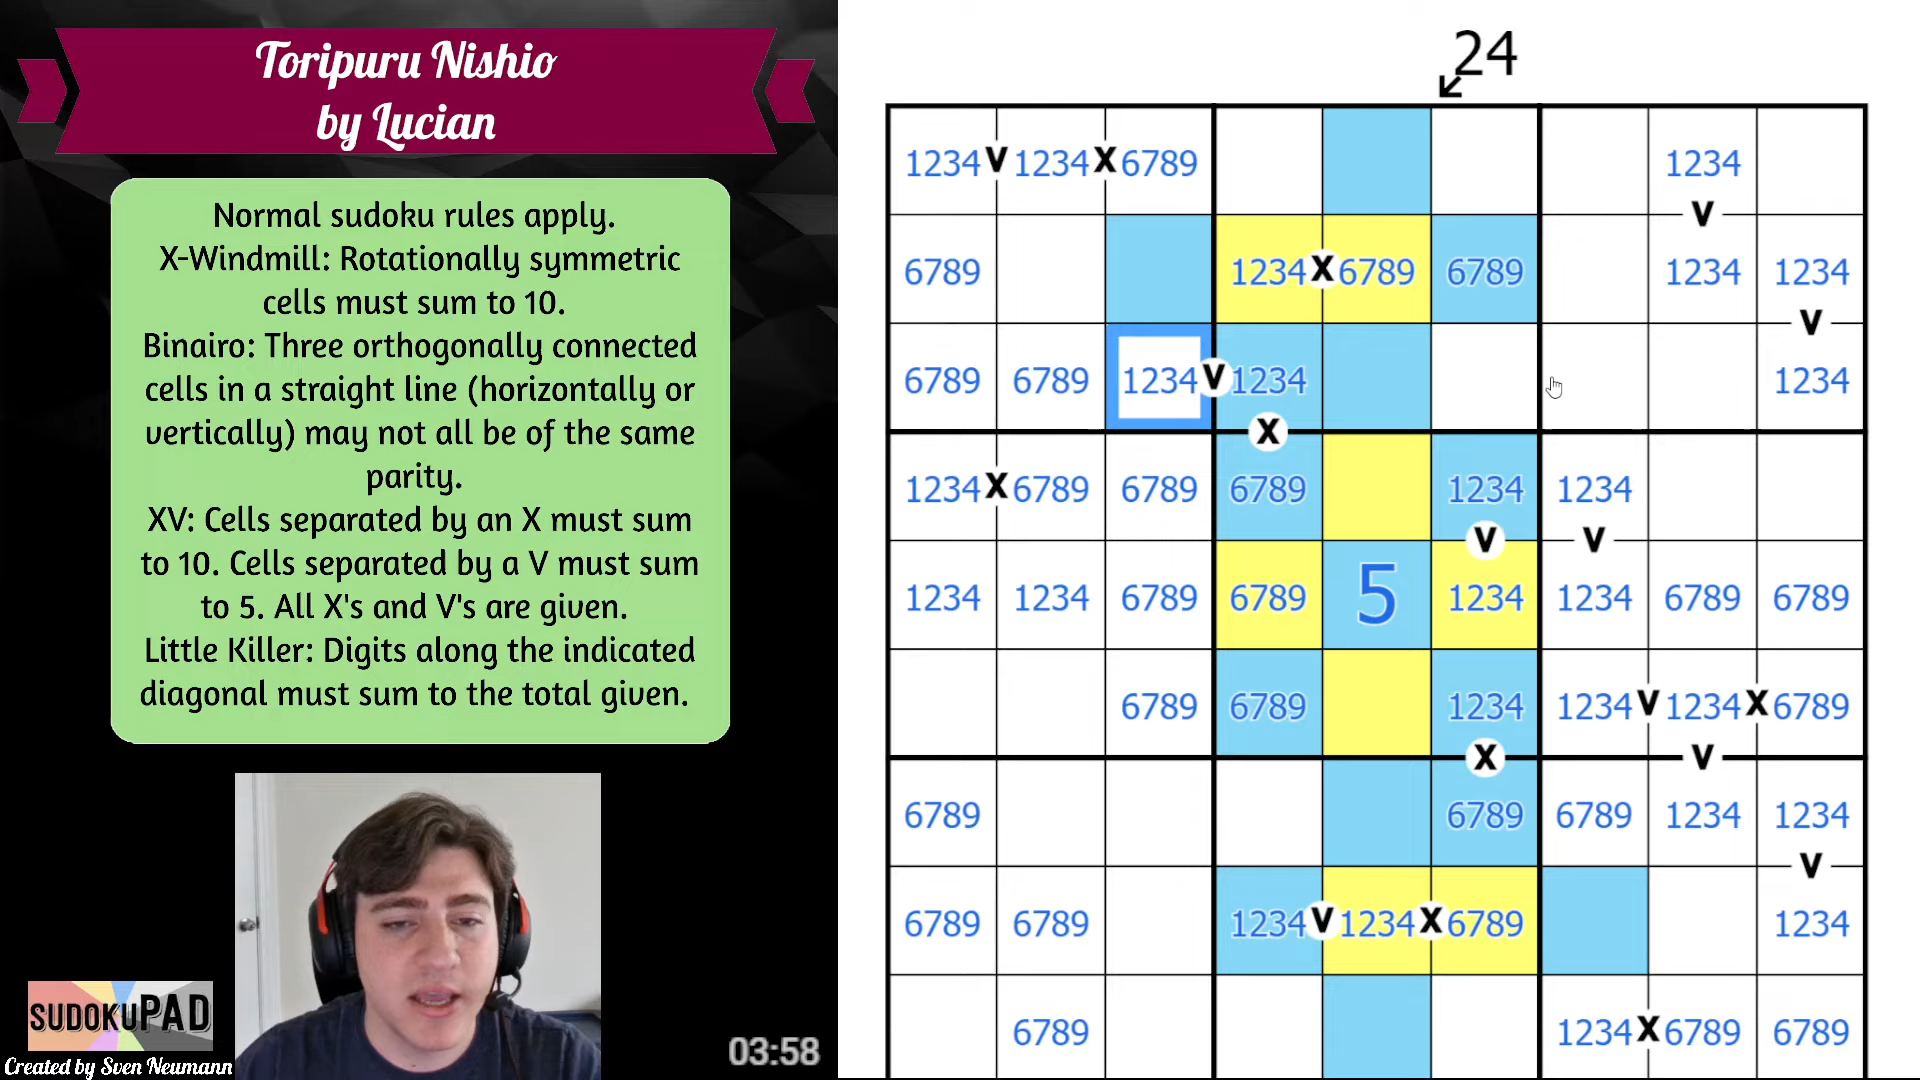 Toripuru Nishio
by Lucian
Normal sudoku rules apply.
X-Windmill: Rotationally symmetric
cells must sum to 10.
Binairo: Three orthogonally connected
cells in a straight line (horizontally or
vertically) may not all be of the same
parity.
XV: Cells separated by an X must sum
to 10. Cells separated by a V must sum
to 5. All X's and V's are given.
Little Killer: Digits along the indicated
diagonal must sum to the total given.
SUDOKUPAD
Created by Sven Neumann
03:58
24
1234 V 1234 X 6789 1234
V
6789 1234 X 6789 6789 1234 1234
V
6789 6789 1234 V 1234 1234
X
1234 X 6789 6789 6789 1234 1234
V V
1234 1234 6789 6789 5 1234 1234 6789 6789
6789 6789 1234 1234 V 1234 X 6789
X V
6789 6789 6789 1234 1234
V
6789 6789 1234 V 1234 X 6789 1234
6789 1234 X 6789 6789